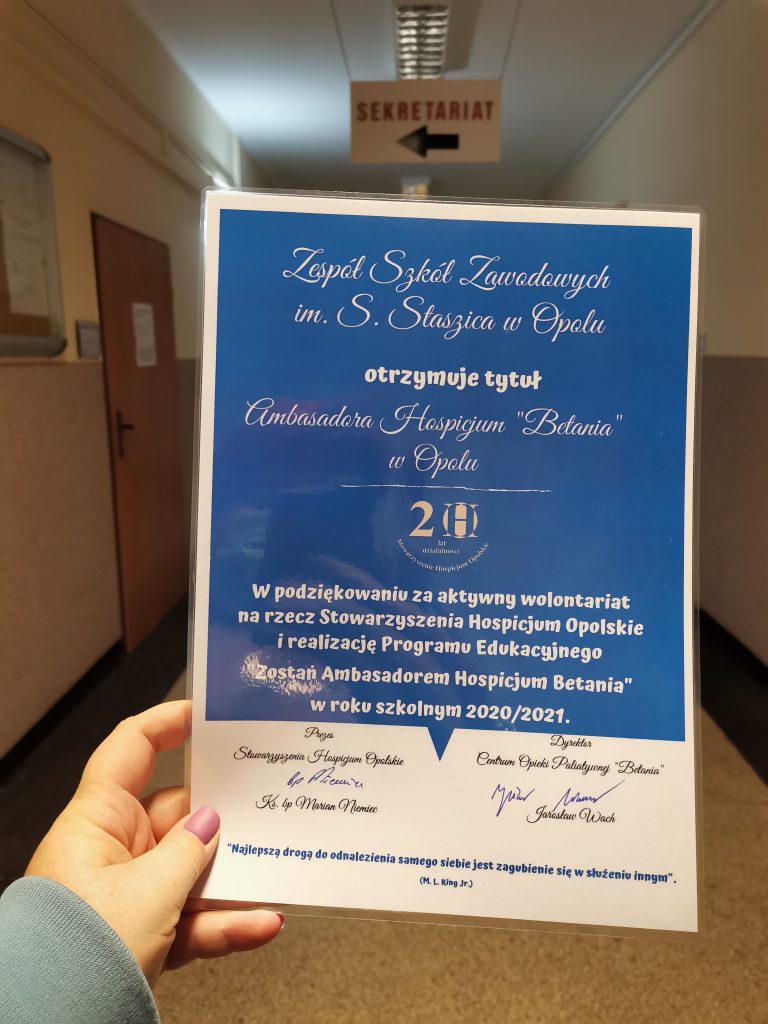 SEKRETARIAT
Zespół Szkół Zawodowych
im. S. Staszica w Opolu
otrzymuje tytuł
Ambasadora Hospicjum "Betania"
w Opolu
20H
lat
działalności
Stowarzyszenie Hospicjum Opolskie
W podziękowaniu za aktywny wolontariat
na rzecz Stowarzyszenia Hospicjum Opolskie
i realizację Programu Edukacyjnego
"Zostań Ambasadorem Hospicjum Betania"
w roku szkolnym 2020/2021.
Prezes
Stowarzyszenia Hospicjum Opolskie
Ks. bp Marian Niemiec
Dyrektor
Centrum Opieki Paliatywnej "Betania"
Jarosław Wach
"Najlepszą drogą do odnalezienia samego siebie jest zagubienie się w służeniu innym".
(M. L. King Jr.)